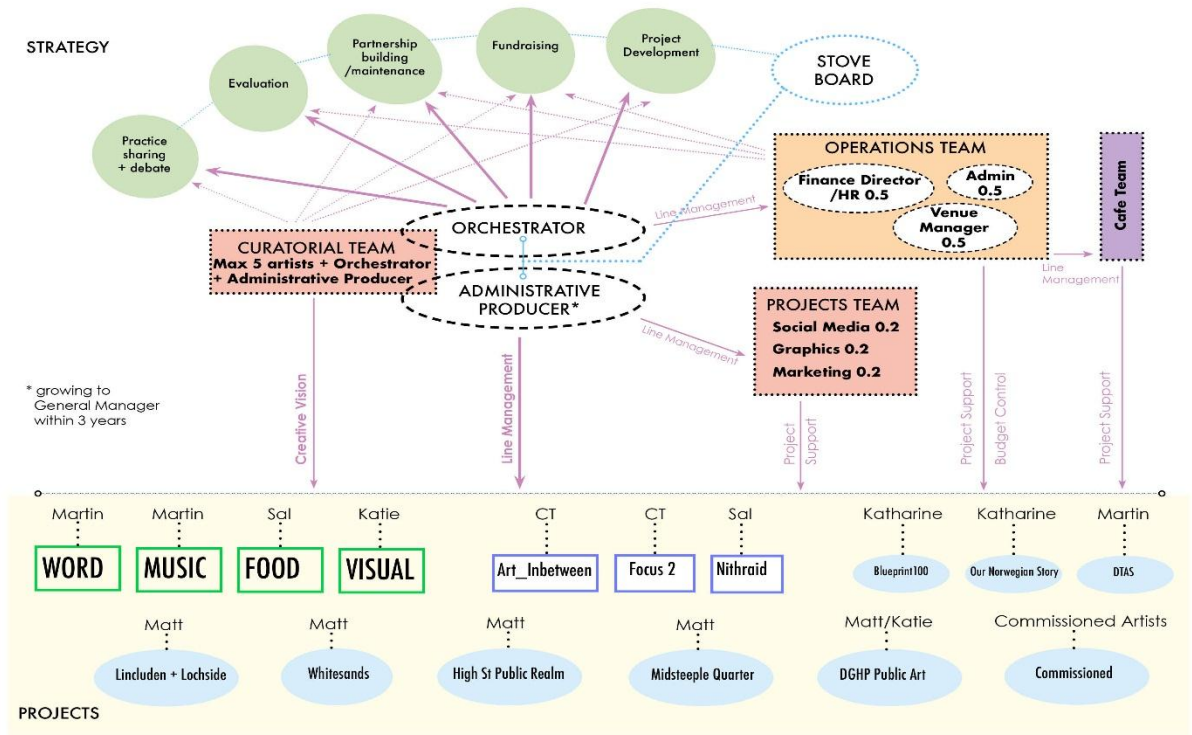 STRATEGY
Practice
sharing
+ debate
Evaluation
Partnership
building
/maintenance
Fundraising
Project
Development
STOVE
BOARD
OPERATIONS TEAM
Finance Director
/HR 0.5
Admin
0.5
Venue
Manager
0.5
Cafe Team
Line Management
Line
Management
ORCHESTRATOR
CURATORIAL TEAM
Max 5 artists + Orchestrator
+ Administrative Producer
ADMINISTRATIVE
PRODUCER*
Line Management
PROJECTS TEAM
Social Media 0.2
Graphics 0.2
Marketing 0.2
* growing to
General Manager
within 3 years
Creative Vision
Line Management
Project
Support
Project Support
Budget Control
Project Support
Martin
WORD
Martin
MUSIC
Sal
FOOD
Katie
VISUAL
CT
Art_Inbetween
CT
Focus 2
Sal
Nithraid
Katharine
Blueprint100
Katharine
Our Norwegian Story
Martin
DTAS
Matt
Lincluden + Lochside
Matt
Whitesands
Matt
High St Public Realm
Matt
Midsteeple Quarter
Matt/Katie
DGHP Public Art
Commissioned Artists
Commissioned
PROJECTS